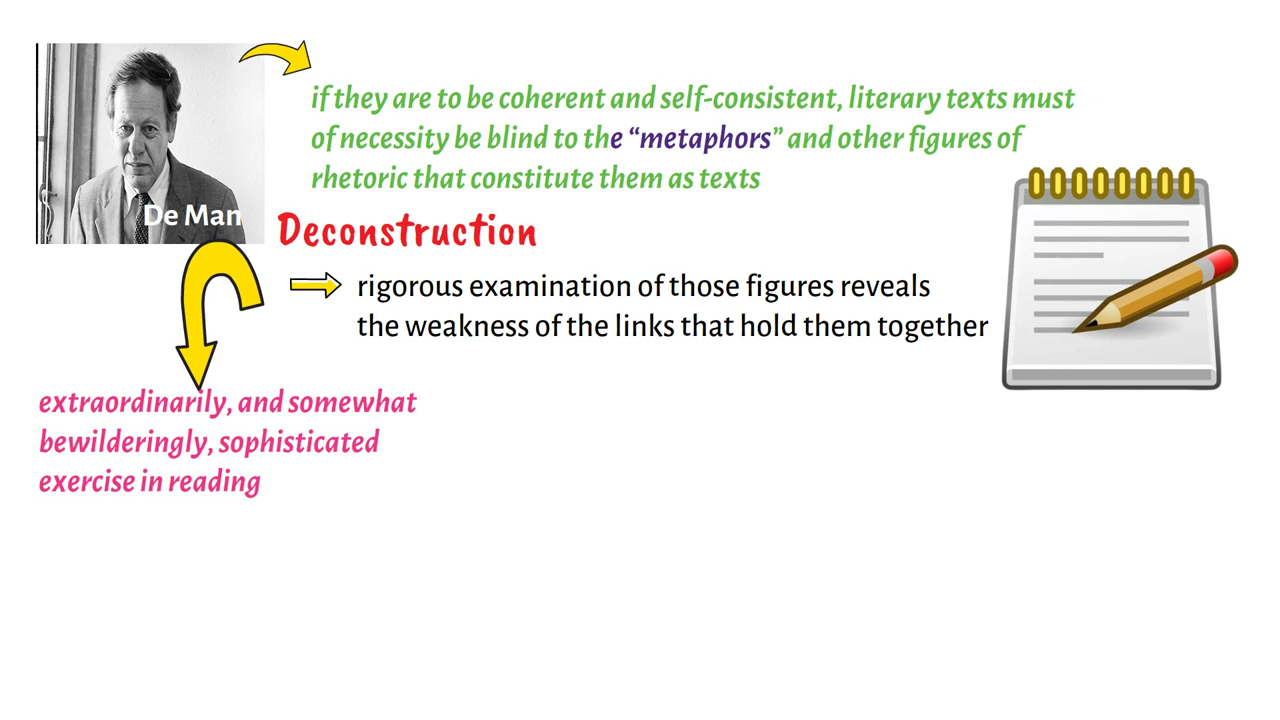 if they are to be coherent and self-consistent, literary texts must
of necessity be blind to the “metaphors” and other figures of
rhetoric that constitute them as texts
De Man
Deconstruction
rigorous examination of those figures reveals
the weakness of the links that hold them together
extraordinarily, and somewhat
bewilderingly, sophisticated
exercise in reading